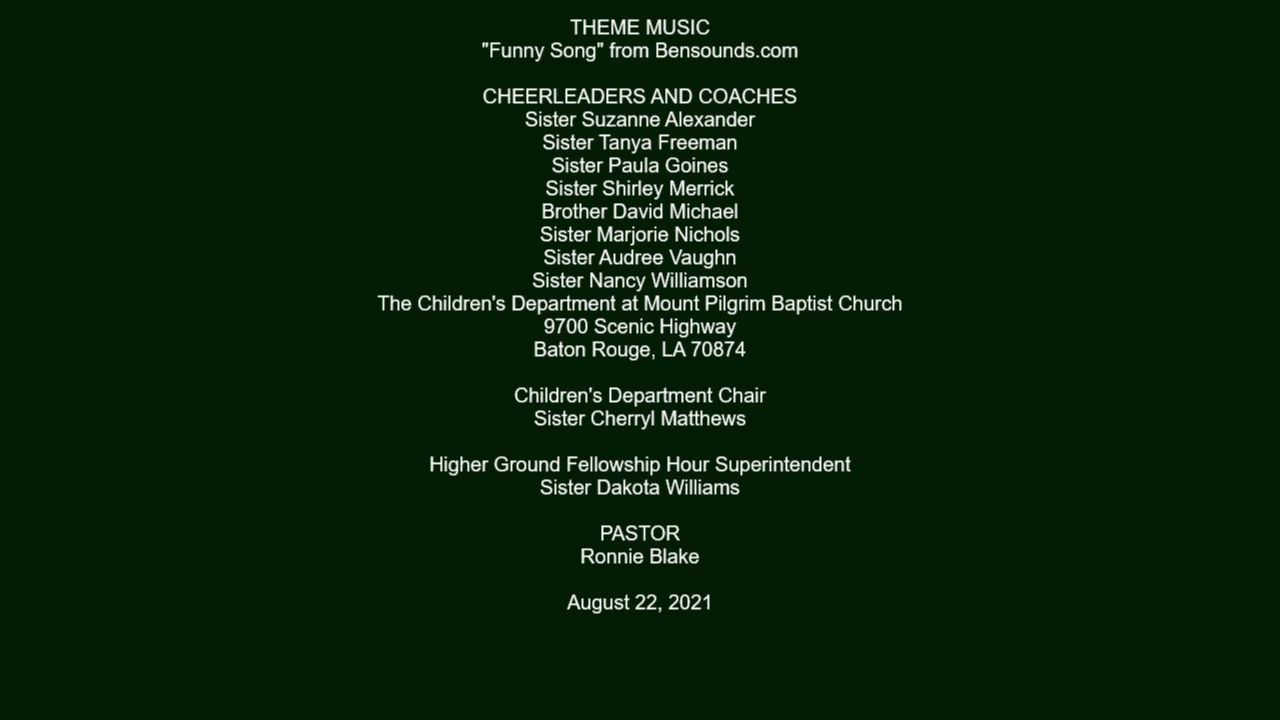 THEME MUSIC
"Funny Song" from Bensounds.com
CHEERLEADERS AND COACHES
Sister Suzanne Alexander
Sister Tanya Freeman
Sister Paula Goines
Sister Shirley Merrick
Brother David Michael
Sister Marjorie Nichols
Sister Audree Vaughn
Sister Nancy Williamson
The Children's Department at Mount Pilgrim Baptist Church
9700 Scenic Highway
Baton Rouge, LA 70874
Children's Department Chair
Sister Cherryl Matthews
Higher Ground Fellowship Hour Superintendent
Sister Dakota Williams
PASTOR
Ronnie Blake
August 22, 2021